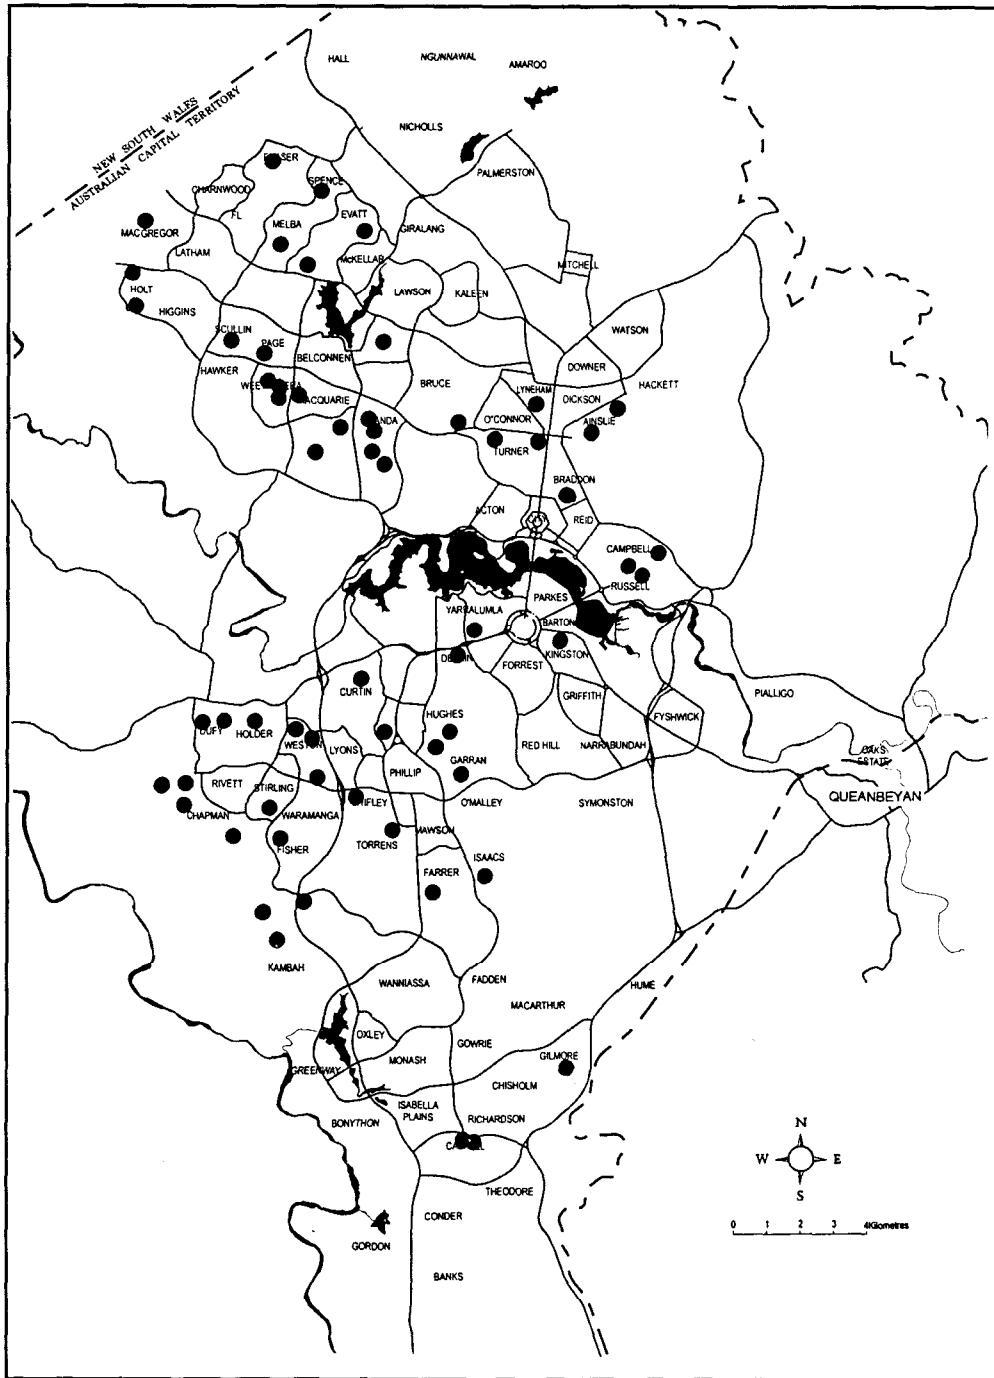 HALL
NGUNNAWAL
AMAROO
NEW SOUTH WALES
AUSTRALIAN CAPITAL TERRITORY
NICHOLLS
PALMERSTON
SPENCE
CHARNWOOD
FL
EVATT
MELBA
MACGREGOR
GIRALANG
LATHAM
McKELLAR
MITCHELL
HOLT
LAWSON
KALEEN
HIGGINS
SCULLIN
WATSON
PAGE
BELCONNEN
DOWNER
HAWKER
BRUCE
HACKETT
LYNEHAM
DICKSON
MACQUARIE
O'CONNOR
AINSLIE
TURNER
BRADDON
ACTON
REID
CAMPBELL
RUSSELL
PARKES
YARRALUMLA
BARTON
KINGSTON
FORREST
CURTIN
GRIFFITH
PIALLIGO
HUGHES
FYSHWICK
DUFFY
HOLDER
WESTON
LYONS
RED HILL
NARRABUNDAH
OAKS
ESTATE
GARRAN
PHILLIP
RIVETT
STIRLING
O'MALLEY
SYMONSTON
QUEANBEYAN
CHAPMAN
WARAMANGA
MAWSON
TORRENS
FISHER
ISAACS
FARRER
KAMBAH
WANNIASSA
FADDEN
HUME
MACARTHUR
OXLEY
GOWRIE
GILMORE
MONASH
GREENWAY
CHISHOLM
ISABELLA
PLAINS
BONYTHON
RICHARDSON
N
W E
S
THEODORE
CONDER
0 1 2 3 4Kilometres
GORDON
BANKS